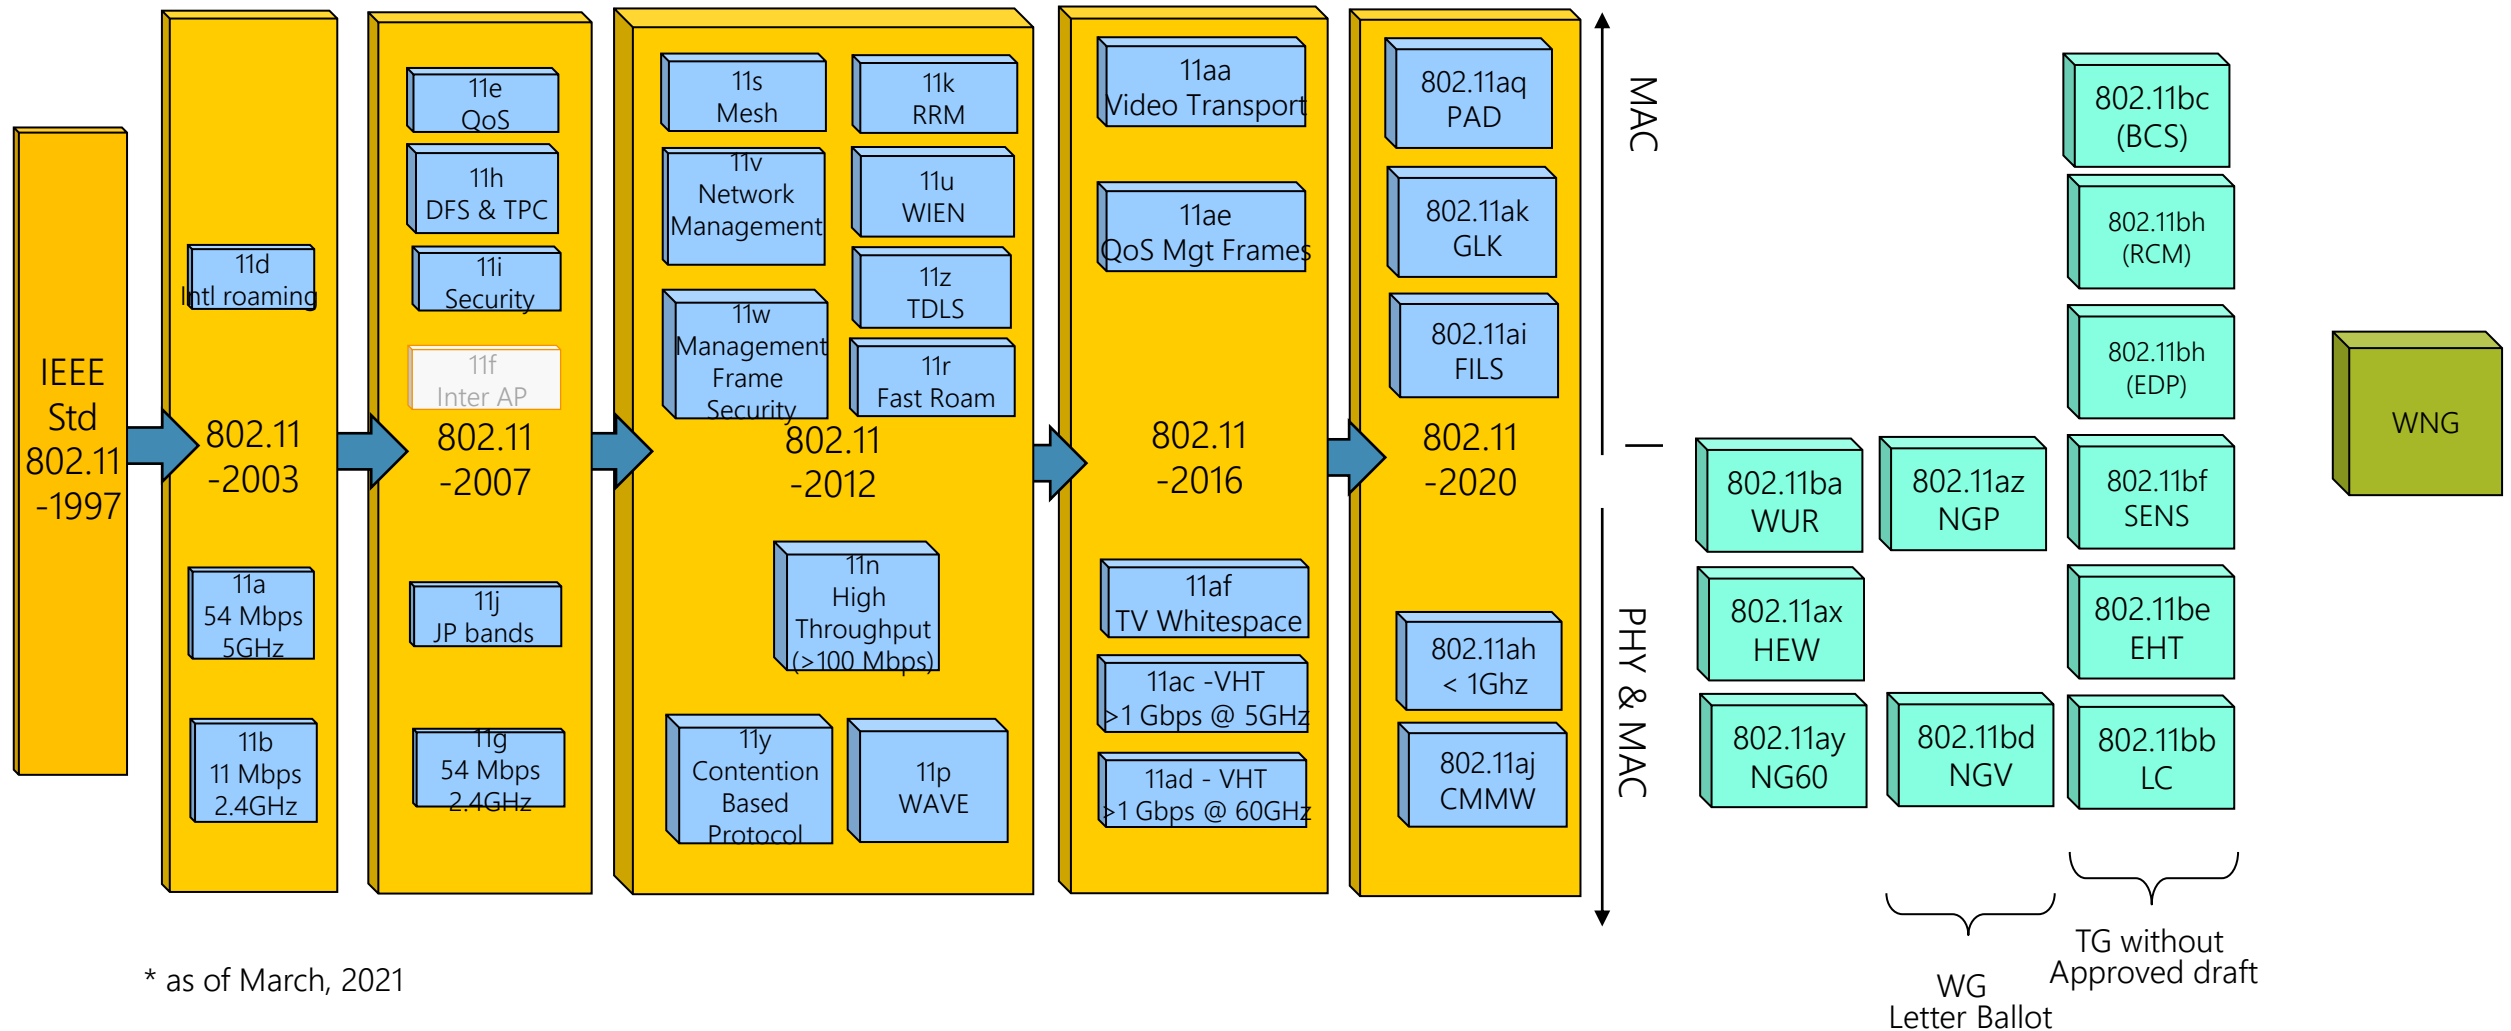 IEEE
Std
802.11
-1997
11d
Intl roaming
802.11
-2003
11a
54 Mbps
5GHz
11b
11 Mbps
2.4GHz
11e
QoS
11h
DFS & TPC
11i
Security
11f
Inter AP
802.11
-2007
11j
JP bands
11g
54 Mbps
2.4GHz
11s
Mesh
11v
Network
Management
11w
Management
Frame
Security
11k
RRM
11u
WIEN
11z
TDLS
11r
Fast Roam
802.11
-2012
11n
High
Throughput
(>100 Mbps)
11y
Contention
Based
Protocol
11p
WAVE
11aa
Video Transport
11ae
QoS Mgt Frames
802.11
-2016
11af
TV Whitespace
11ac -VHT
>1 Gbps @ 5GHz
11ad - VHT
>1 Gbps @ 60GHz
802.11aq
PAD
802.11ak
GLK
802.11ai
FILS
802.11
-2020
802.11ah
< 1Ghz
802.11aj
CMMW
MAC
PHY & MAC
802.11ba
WUR
802.11ax
HEW
802.11ay
NG60
802.11az
NGP
802.11bd
NGV
802.11bc
(BCS)
802.11bh
(RCM)
802.11bh
(EDP)
802.11bf
SENS
802.11be
EHT
802.11bb
LC
WNG
TG without
Approved draft
WG
Letter Ballot
* as of March, 2021